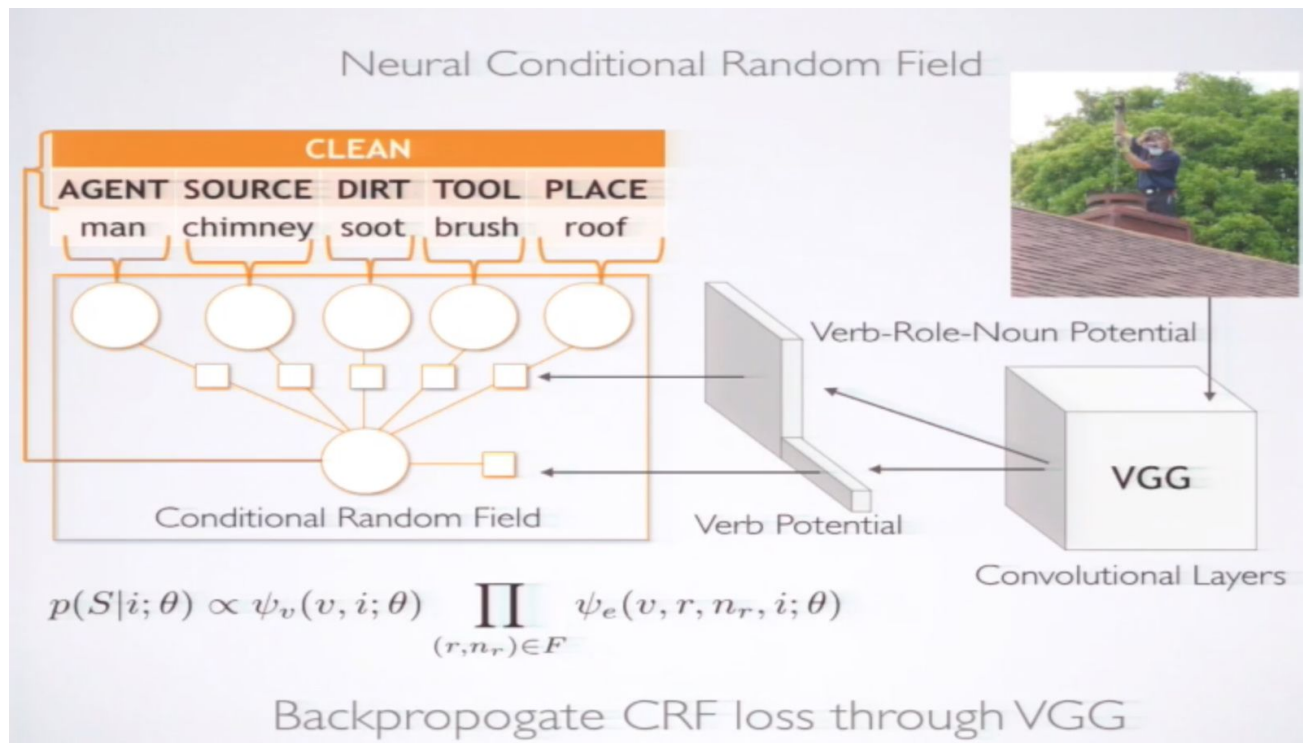 Neural Conditional Random Field
CLEAN
AGENT SOURCE DIRT TOOL PLACE
man chimney soot brush roof
Verb-Role-Noun Potential
VGG
Conditional Random Field
Verb Potential
Convolutional Layers
p(S|i; θ) ∝ ψ_v(v, i; θ) ∏_{(r,n_r)∈F} ψ_e(v, r, n_r, i; θ)
Backpropogate CRF loss through VGG